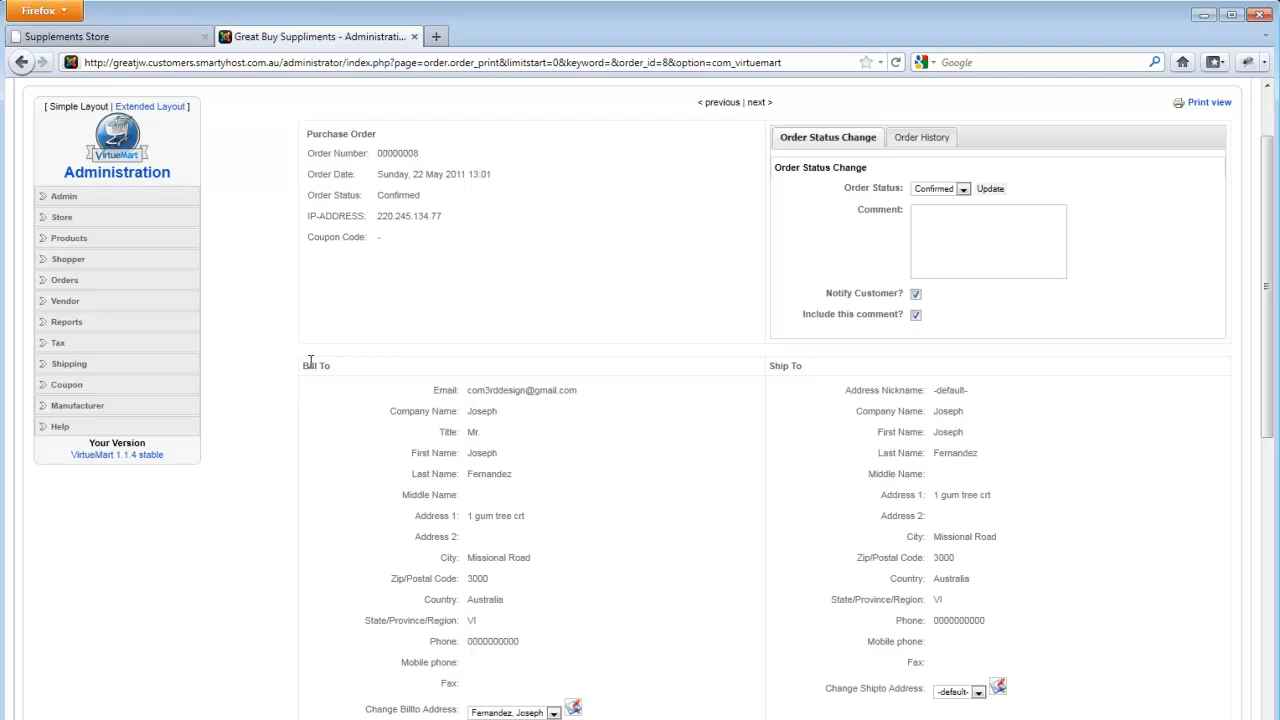 Firefox
Supplements Store
Great Buy Suppliments - Administrati...
http://greatjw.customers.smartyhost.com.au/administrator/index.php?page=order.order_print&limitstart=0&keyword=&order_id=8&option=com_virtuemart
Google
[ Simple Layout | Extended Layout ]
VirtueMart
Administration
Admin
Store
Products
Shopper
Orders
Vendor
Reports
Tax
Shipping
Coupon
Manufacturer
Help
Your Version
VirtueMart 1.1.4 stable
< previous | next >
Print view
Purchase Order
Order Number: 00000008
Order Date: Sunday, 22 May 2011 13:01
Order Status: Confirmed
IP-ADDRESS: 220.245.134.77
Coupon Code: -
Order Status Change
Order History
Order Status Change
Order Status: Confirmed Update
Comment:
Notify Customer?
Include this comment?
Bill To
Email: com3rddesign@gmail.com
Company Name: Joseph
Title: Mr.
First Name: Joseph
Last Name: Fernandez
Middle Name:
Address 1: 1 gum tree crt
Address 2:
City: Missional Road
Zip/Postal Code: 3000
Country: Australia
State/Province/Region: VI
Phone: 0000000000
Mobile phone:
Fax:
Change Billto Address: Fernandez, Joseph
Ship To
Address Nickname: -default-
Company Name: Joseph
First Name: Joseph
Last Name: Fernandez
Middle Name:
Address 1: 1 gum tree crt
Address 2:
City: Missional Road
Zip/Postal Code: 3000
Country: Australia
State/Province/Region: VI
Phone: 0000000000
Mobile phone:
Fax:
Change Shipto Address: -default-